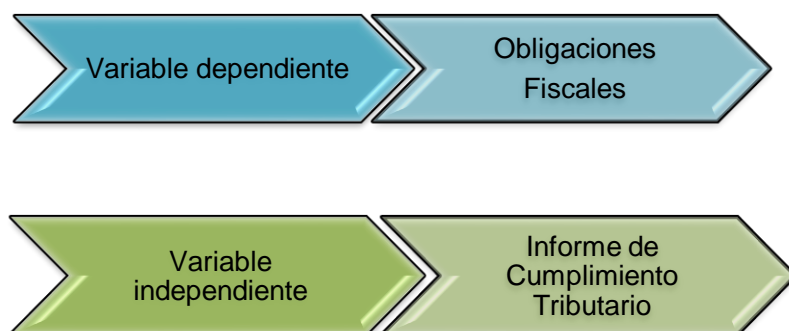 Variable dependiente
Obligaciones
Fiscales
Variable
independiente
Informe de
Cumplimiento
Tributario